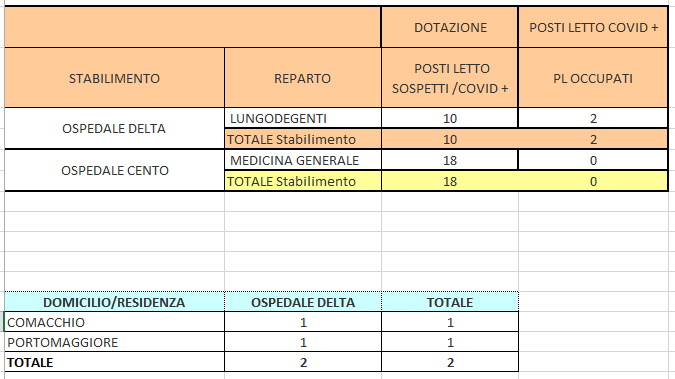 DOTAZIONE POSTI LETTO COVID +
STABILIMENTO REPARTO POSTI LETTO SOSPETTI /COVID + PL OCCUPATI
OSPEDALE DELTA LUNGODEGENTI 10 2
TOTALE Stabilimento 10 2
OSPEDALE CENTO MEDICINA GENERALE 18 0
TOTALE Stabilimento 18 0
DOMICILIO/RESIDENZA OSPEDALE DELTA TOTALE
COMACCHIO 1 1
PORTOMAGGIORE 1 1
TOTALE 2 2